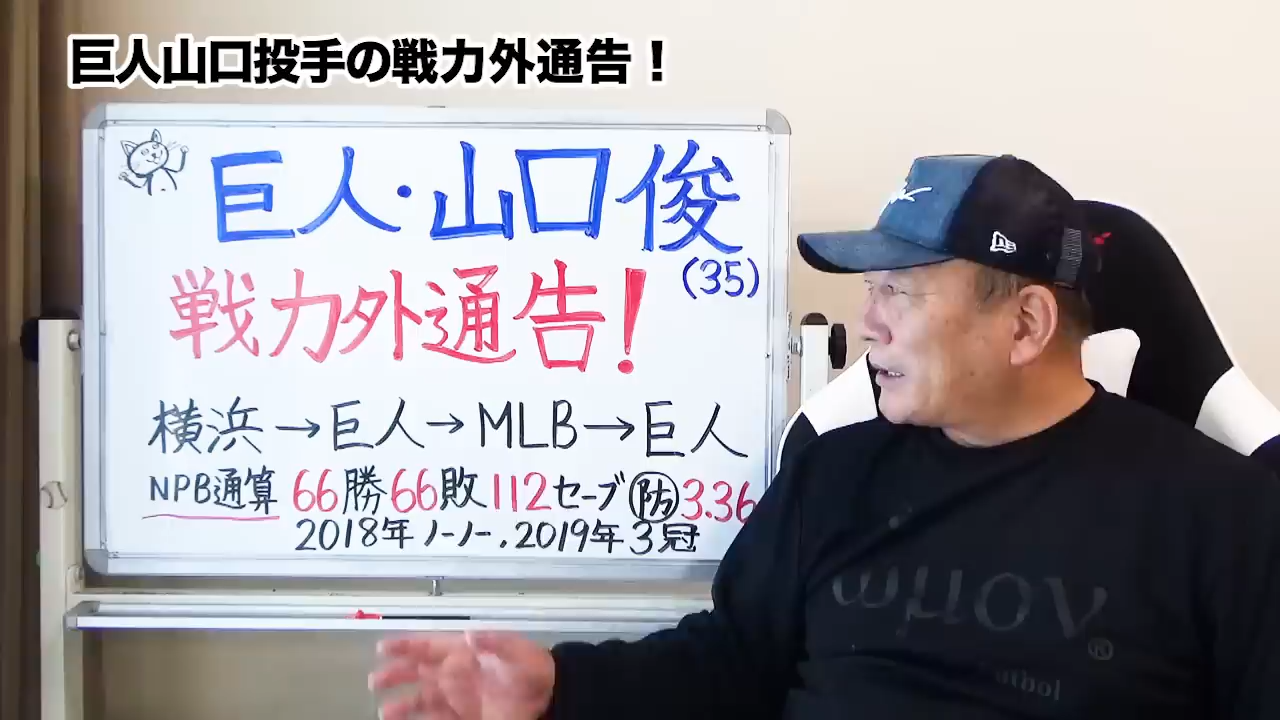 巨人山口投手の戦力外通告！
巨人・山口俊
(35)
戦力外通告!
横浜→巨人→MLB→巨人
NPB通算 66勝66敗112セーブ 防 3.36
2018年ノーノー.2019年3冠
ωμον®